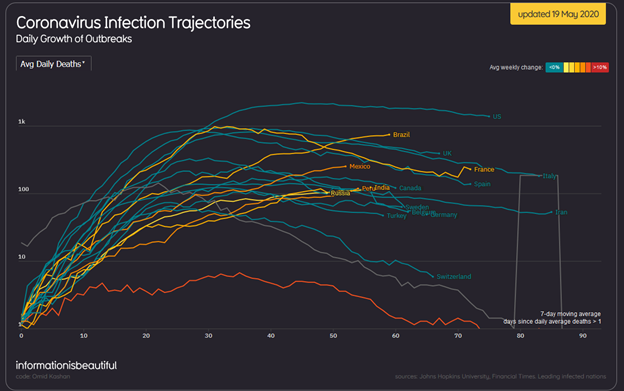 Coronavirus Infection Trajectories
updated 19 May 2020
Daily Growth of Outbreaks
Avg Daily Deaths*
Avg weekly change: <0% >10%
US
1k
Brazil
UK
Mexico
France
Italy
Spain
100
Russia
Peru
India
Canada
Sweden
Belgium
Germany
Turkey
Iran
10
Switzerland
7-day moving average
days since daily average deaths > 1
1
0 10 20 30 40 50 60 70 80 90
informationisbeautiful
code: Omid Kashan
sources: Johns Hopkins University, Financial Times. Leading infected nations